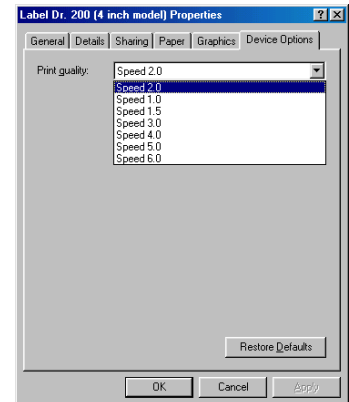 Label Dr. 200 (4 inch model) Properties
General Details Sharing Paper Graphics Device Options
Print quality: Speed 2.0
Speed 2.0
Speed 1.0
Speed 1.5
Speed 3.0
Speed 4.0
Speed 5.0
Speed 6.0
Restore Defaults
OK Cancel Apply